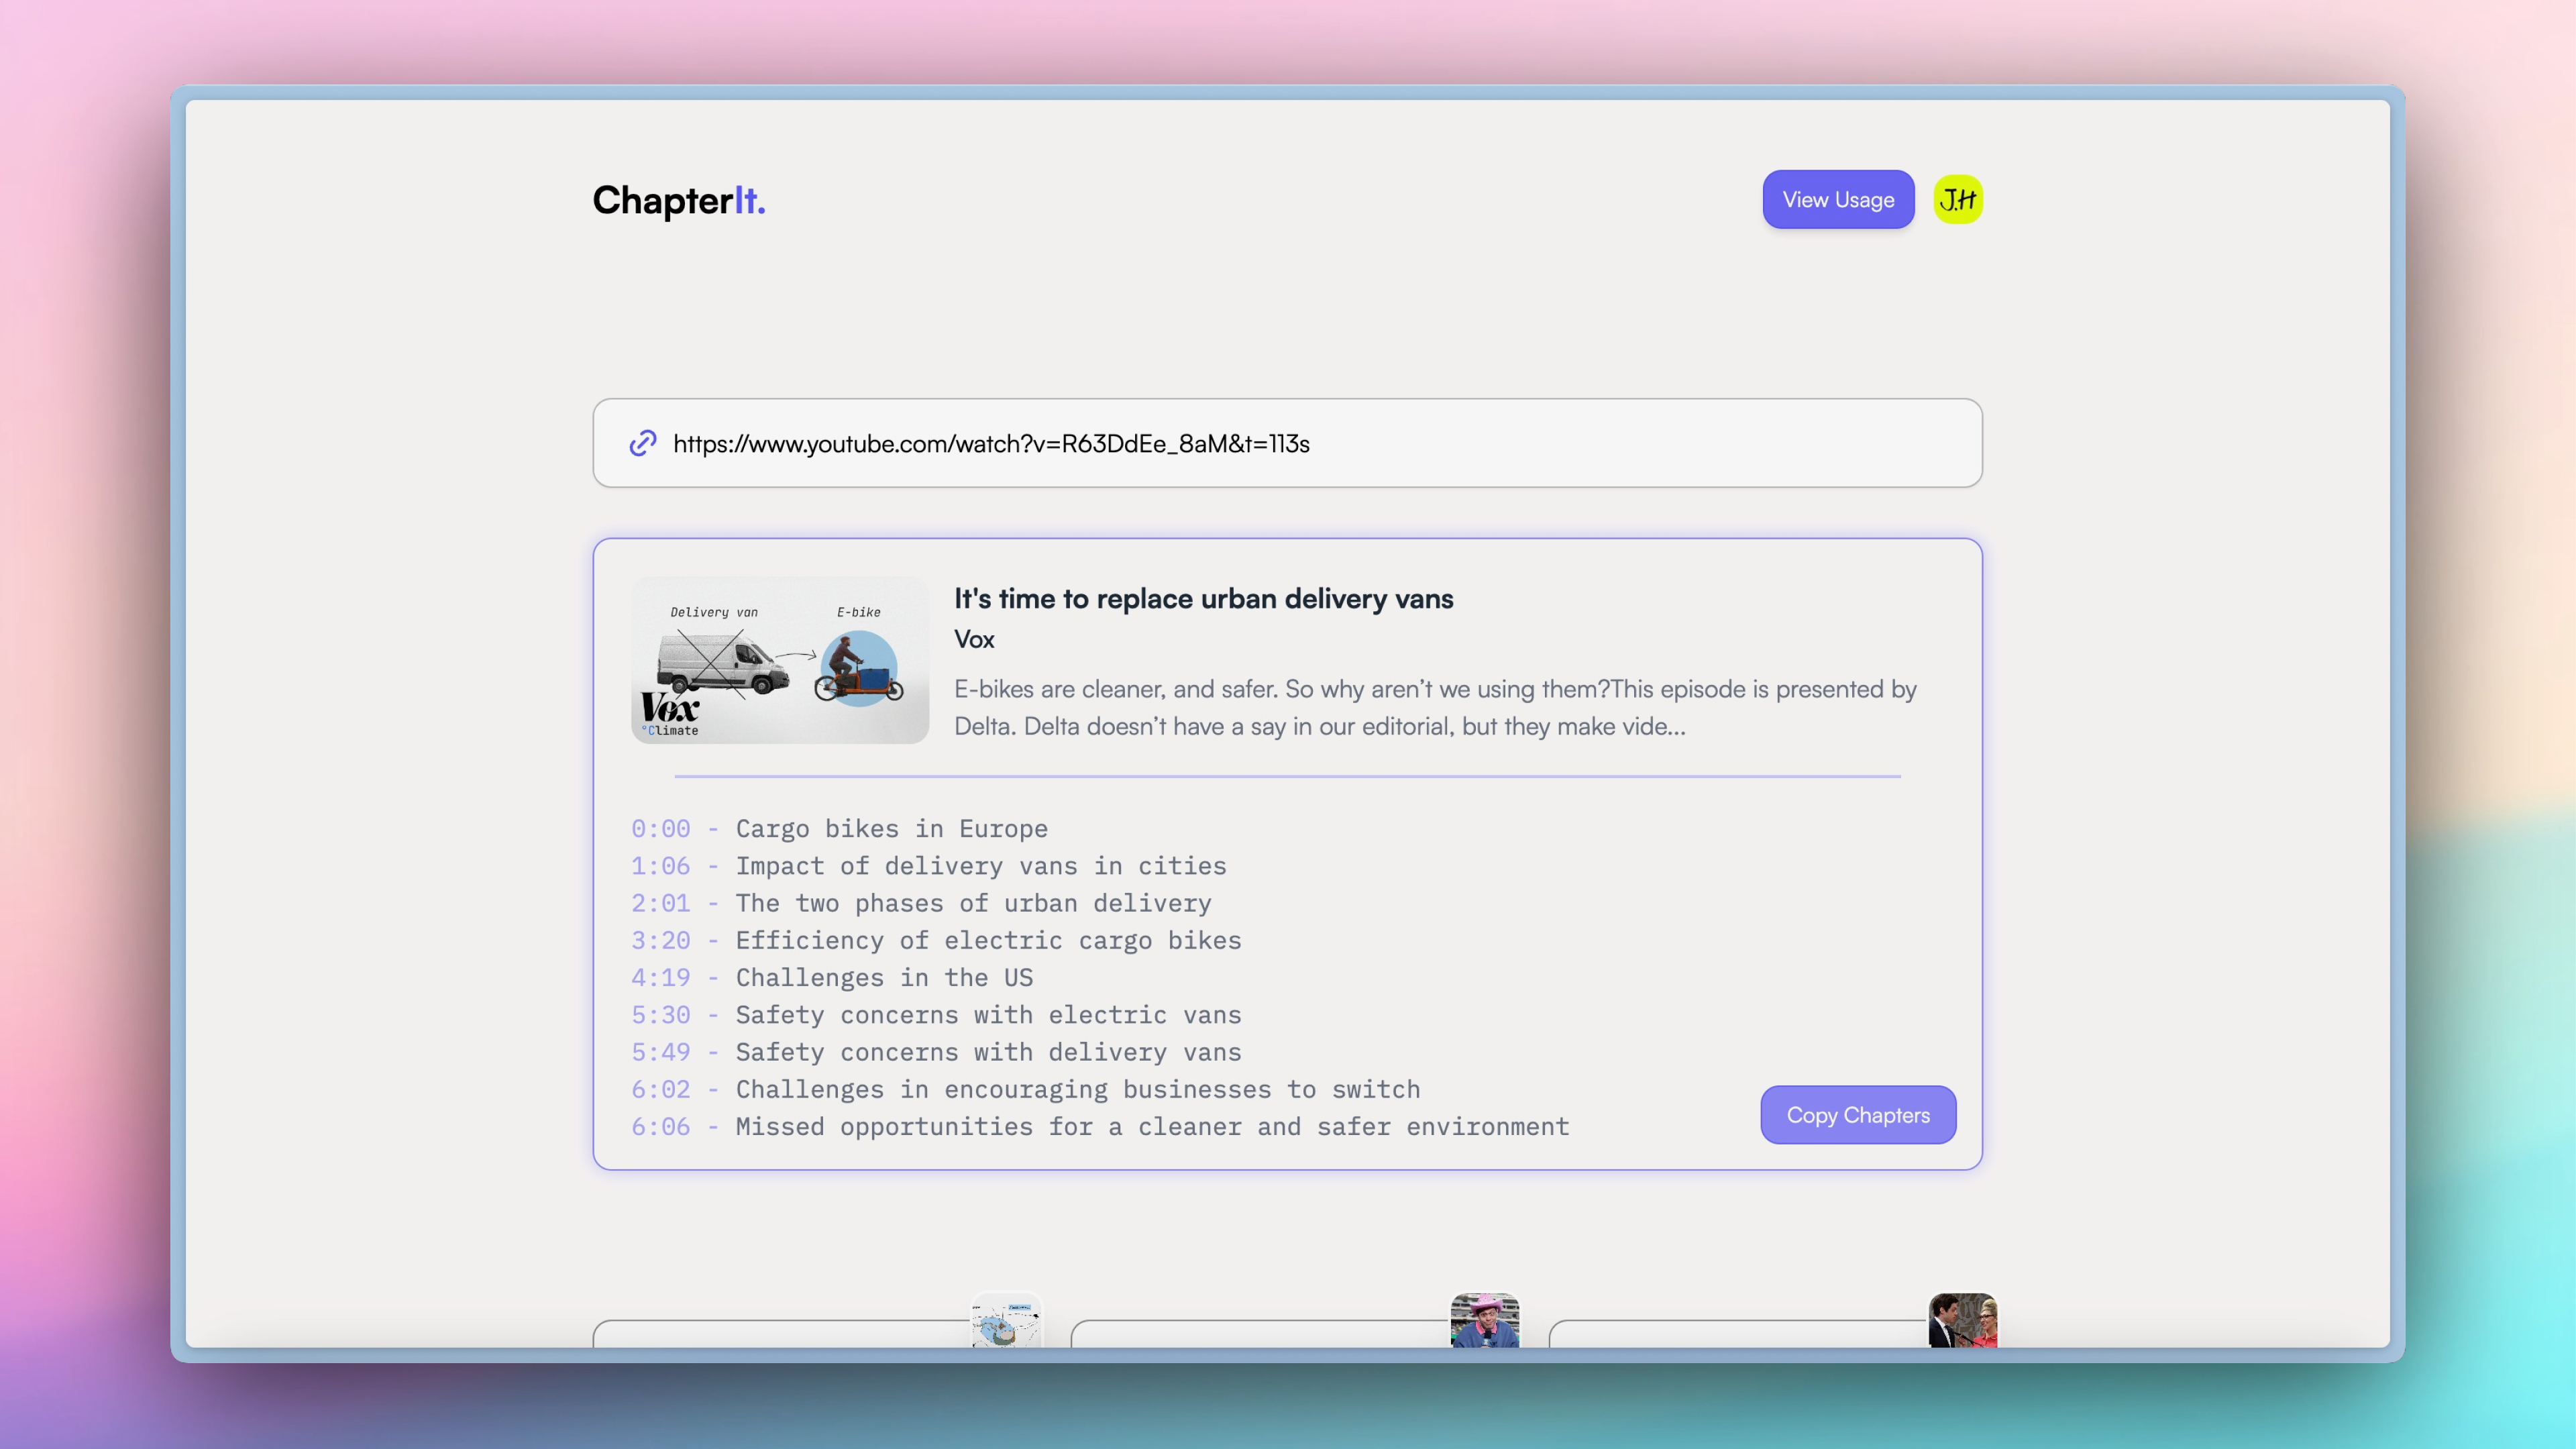 ChapterIt.
View Usage
J.H
https://www.youtube.com/watch?v=R63DdEe_8aM&t=113s
Delivery van
E-bike
Vox
°Climate
It's time to replace urban delivery vans
Vox
E-bikes are cleaner, and safer. So why aren’t we using them?This episode is presented by
Delta. Delta doesn’t have a say in our editorial, but they make vide...
0:00 - Cargo bikes in Europe
1:06 - Impact of delivery vans in cities
2:01 - The two phases of urban delivery
3:20 - Efficiency of electric cargo bikes
4:19 - Challenges in the US
5:30 - Safety concerns with electric vans
5:49 - Safety concerns with delivery vans
6:02 - Challenges in encouraging businesses to switch
6:06 - Missed opportunities for a cleaner and safer environment
Copy Chapters